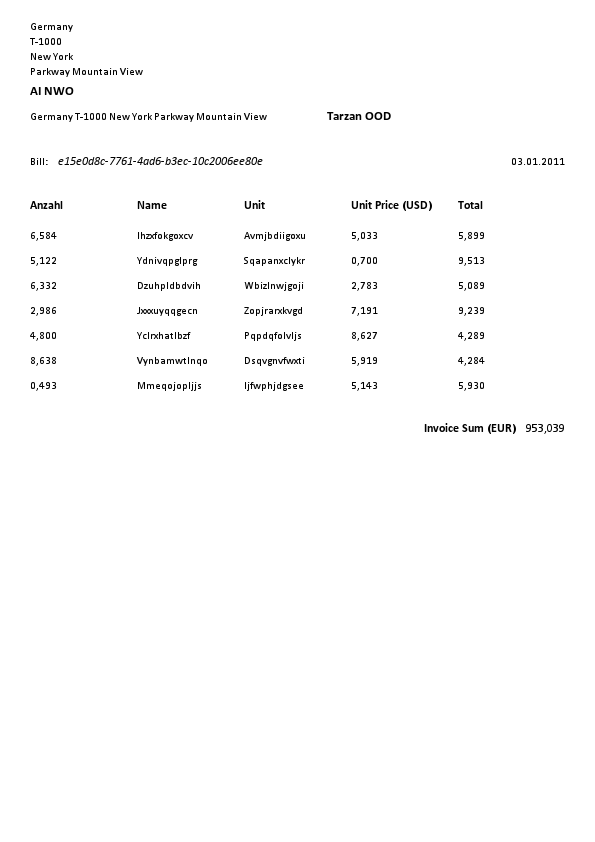 Germany
T-1000
New York
Parkway Mountain View
AI NWO
Germany T-1000 New York Parkway Mountain View Tarzan OOD
Bill: e15e0d8c-7761-4ad6-b3ec-10c2006ee80e 03.01.2011
Anzahl Name Unit Unit Price (USD) Total
6,584 Ihzxfokgoxcv Avmjbdiigoxu 5,033 5,899
5,122 Ydnivqpglprg Sqapanxclykr 0,700 9,513
6,332 Dzuhpldbdvih Wbizlnwjgoji 2,783 5,089
2,986 Jxxxuyqqgecn Zopjrarxkvgd 7,191 9,239
4,800 Yclrxhatlbzf Pqpdqfolvljs 8,627 4,289
8,638 Vynbamwtlnqo Dsqvgnvfwxti 5,919 4,284
0,493 Mmeqojopljjs Ijfwphjdgsee 5,143 5,930
Invoice Sum (EUR) 953,039